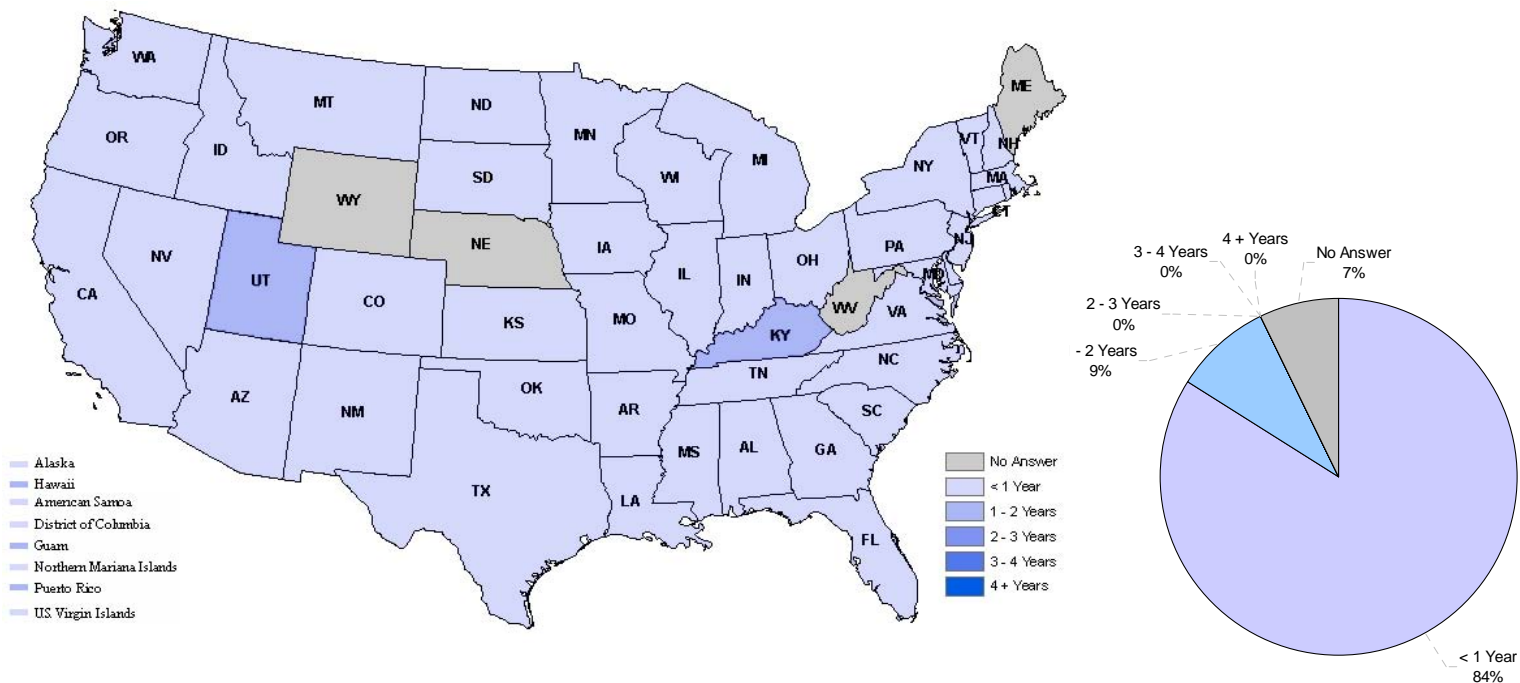 WA
MT
ND
MN
ME
OR
ID
SD
WI
MI
NY
VT
NH
MA
CT
WY
NE
IA
PA
NJ
NV
UT
CO
IL
IN
OH
MD
CA
KS
MO
WV
VA
KY
AZ
NM
OK
AR
TN
NC
SC
TX
LA
MS
AL
GA
FL
Alaska
Hawaii
American Samoa
District of Columbia
Guam
Northern Mariana Islands
Puerto Rico
U.S. Virgin Islands
No Answer
< 1 Year
1 - 2 Years
2 - 3 Years
3 - 4 Years
4 + Years
3 - 4 Years
0%
4 + Years
0%
No Answer
7%
2 - 3 Years
0%
- 2 Years
9%
< 1 Year
84%